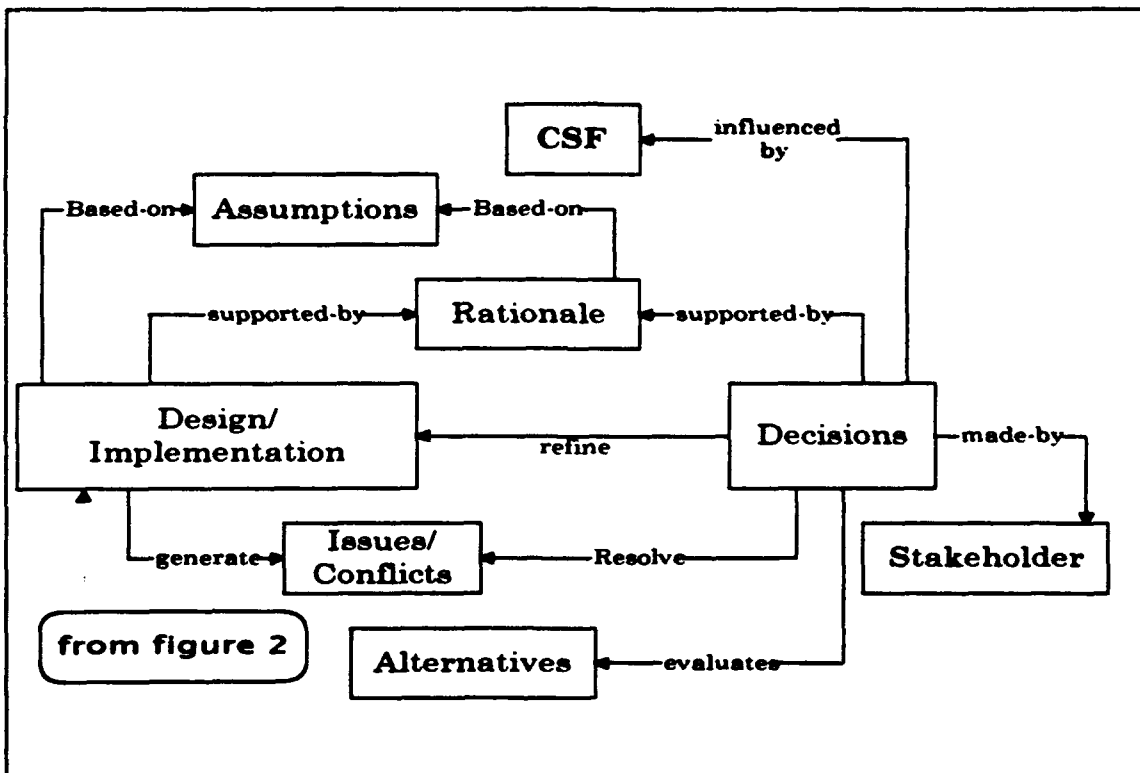 CSF
influenced
by
Based-on
Assumptions
Based-on
supported-by
Rationale
supported-by
Design/
Implementation
refine
Decisions
made-by
generate
Issues/
Conflicts
Resolve
Stakeholder
from figure 2
Alternatives
evaluates